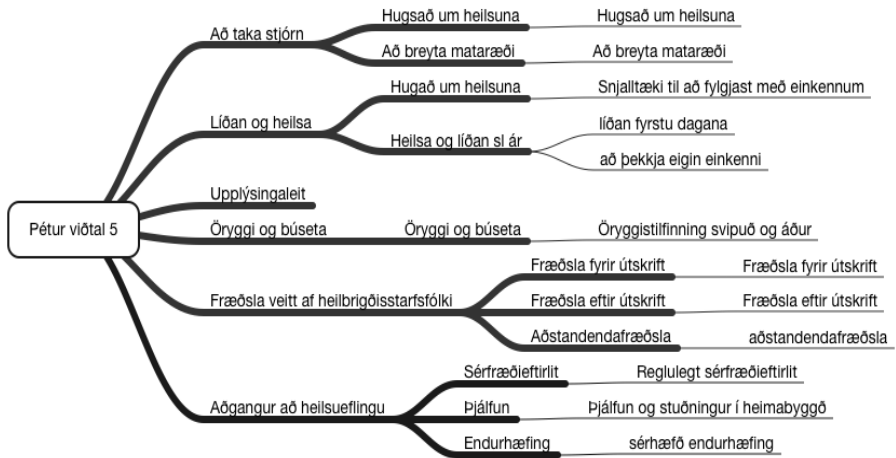 Pétur viðtal 5
Að taka stjórn
Hugsað um heilsuna
Hugsað um heilsuna
Að breyta mataræði
Að breyta mataræði
Líðan og heilsa
Hugað um heilsuna
Snjalltæki til að fylgjast með einkennum
Heilsa og líðan sl ár
líðan fyrstu dagana
að þekkja eigin einkenni
Upplýsingaleit
Öryggi og búseta
Öryggi og búseta
Öryggistilfinning svipuð og áður
Fræðsla veitt af heilbrigðisstarfsfólki
Fræðsla fyrir útskrift
Fræðsla fyrir útskrift
Fræðsla eftir útskrift
Fræðsla eftir útskrift
Aðstandendafræðsla
aðstandendafræðsla
Aðgangur að heilsueflingu
Sérfræðieftirlit
Reglulegt sérfræðieftirlit
Þjálfun
Þjálfun og stuðningur í heimabyggð
Endurhæfing
sérhæfð endurhæfing